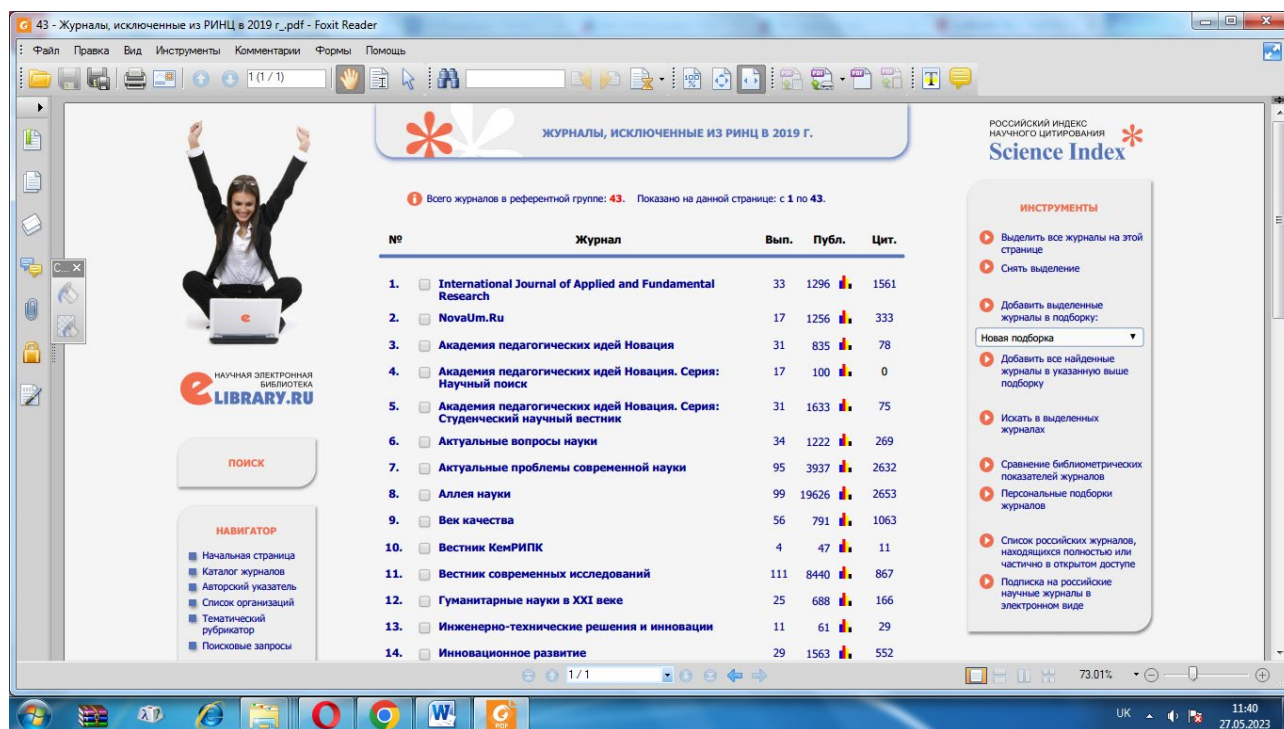 43 - Журналы, исключенные из РИНЦ в 2019 г_.pdf - Foxit Reader
Файл Правка Вид Инструменты Комментарии Формы Помощь
1 (1 / 1)
С...
НАУЧНАЯ ЭЛЕКТРОННАЯ
БИБЛИОТЕКА
eLIBRARY.RU
ПОИСК
НАВИГАТОР
Начальная страница
Каталог журналов
Авторский указатель
Список организаций
Тематический
рубрикатор
Поисковые запросы
ЖУРНАЛЫ, ИСКЛЮЧЕННЫЕ ИЗ РИНЦ В 2019 Г.
Всего журналов в референтной группе: 43. Показано на данной странице: с 1 по 43.
№ Журнал Вып. Публ. Цит.
1. International Journal of Applied and Fundamental 33 1296 1561
Research
2. NovaUm.Ru 17 1256 333
3. Академия педагогических идей Новация 31 835 78
4. Академия педагогических идей Новация. Серия: 17 100 0
Научный поиск
5. Академия педагогических идей Новация. Серия: 31 1633 75
Студенческий научный вестник
6. Актуальные вопросы науки 34 1222 269
7. Актуальные проблемы современной науки 95 3937 2632
8. Аллея науки 99 19626 2653
9. Век качества 56 791 1063
10. Вестник КемРИПК 4 47 11
11. Вестник современных исследований 111 8440 867
12. Гуманитарные науки в XXI веке 25 688 166
13. Инженерно-технические решения и инновации 11 61 29
14. Инновационное развитие 29 1563 552
РОССИЙСКИЙ ИНДЕКС
НАУЧНОГО ЦИТИРОВАНИЯ
Science Index
ИНСТРУМЕНТЫ
Выделить все журналы на этой
странице
Снять выделение
Добавить выделенные
журналы в подборку:
Новая подборка
Добавить все найденные
журналы в указанную выше
подборку
Искать в выделенных
журналах
Сравнение библиометрических
показателей журналов
Персональные подборки
журналов
Список российских журналов,
находящихся полностью или
частично в открытом доступе
Подписка на российские
научные журналы в
электронном виде
1 / 1
73.01%
UK
11:40
27.05.2023